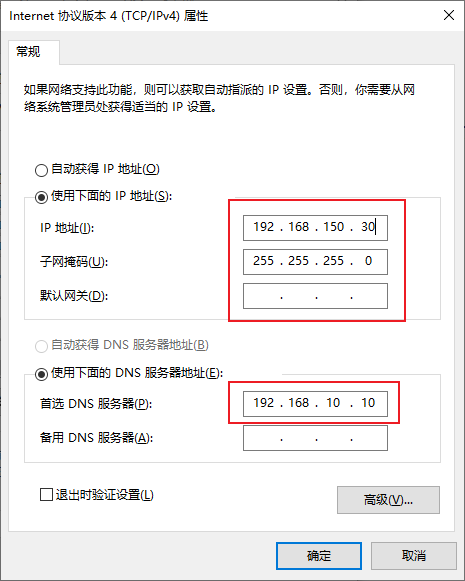 Internet 协议版本 4 (TCP/IPv4) 属性
常规
如果网络支持此功能，则可以获取自动指派的 IP 设置。否则，你需要从网
络系统管理员处获得适当的 IP 设置。
自动获得 IP 地址(O)
使用下面的 IP 地址(S):
IP 地址(I): 192 . 168 . 150 . 30
子网掩码(U): 255 . 255 . 255 . 0
默认网关(D): . . .
自动获得 DNS 服务器地址(B)
使用下面的 DNS 服务器地址(E):
首选 DNS 服务器(P): 192 . 168 . 10 . 10
备用 DNS 服务器(A): . . .
退出时验证设置(L)
高级(V)...
确定 取消